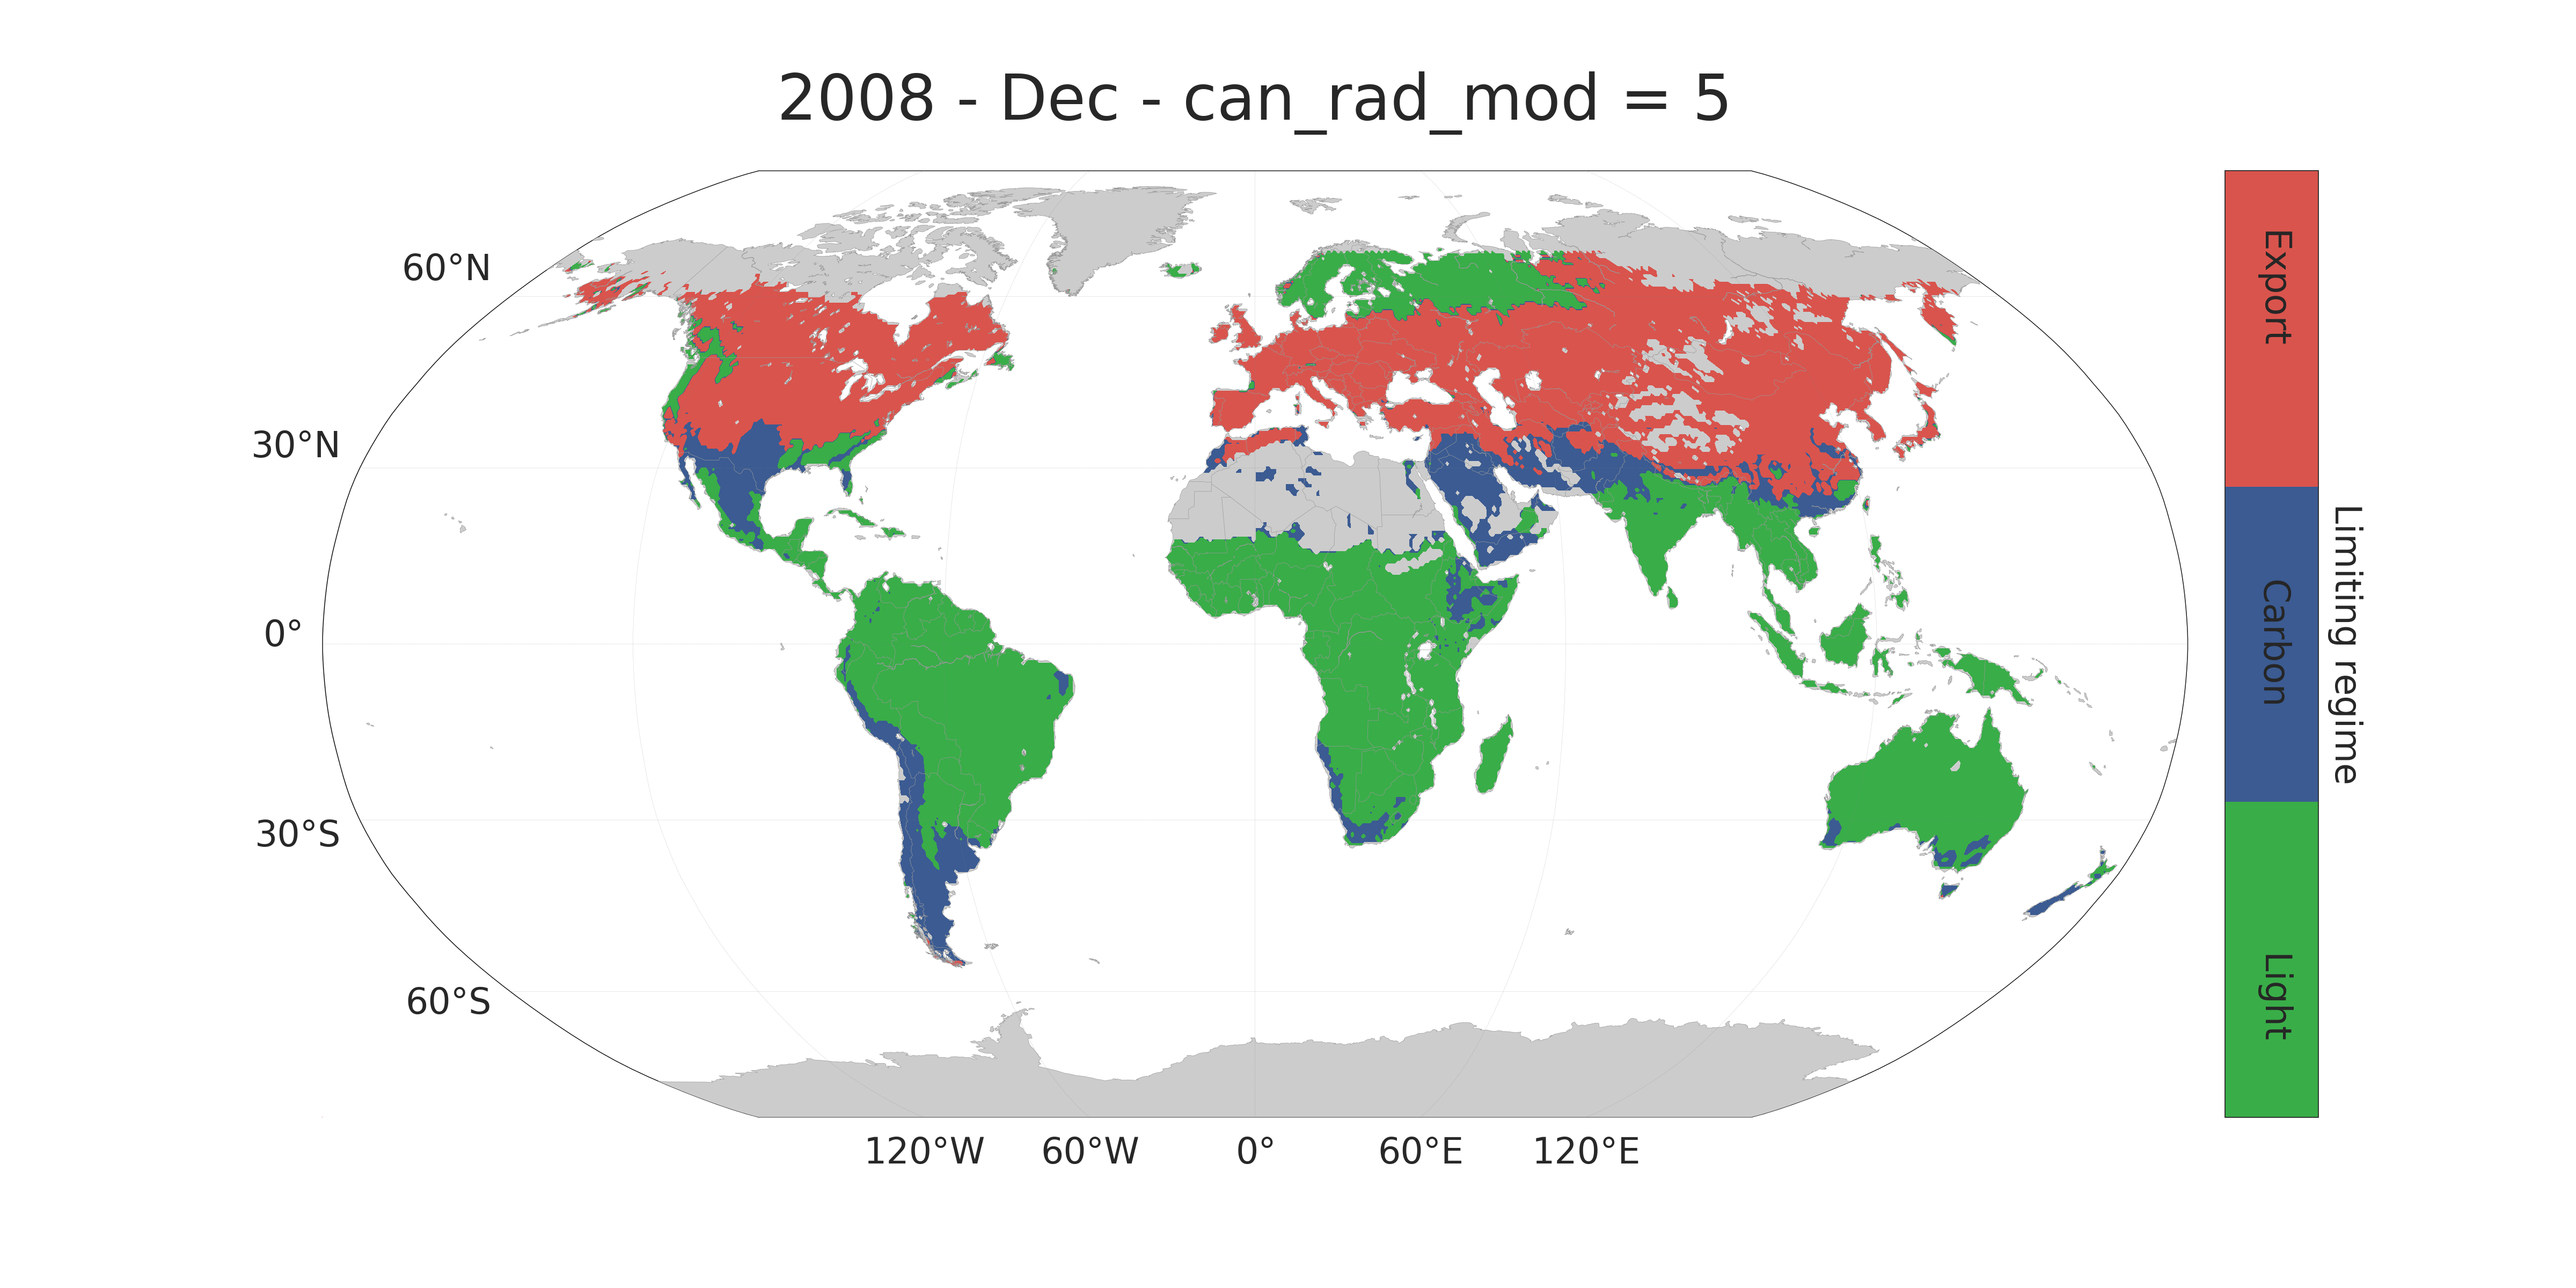 2008 - Dec - can_rad_mod = 5
60°N
30°N
0°
30°S
60°S
120°W
60°W
0°
60°E
120°E
Export
Carbon
Light
Limiting regime